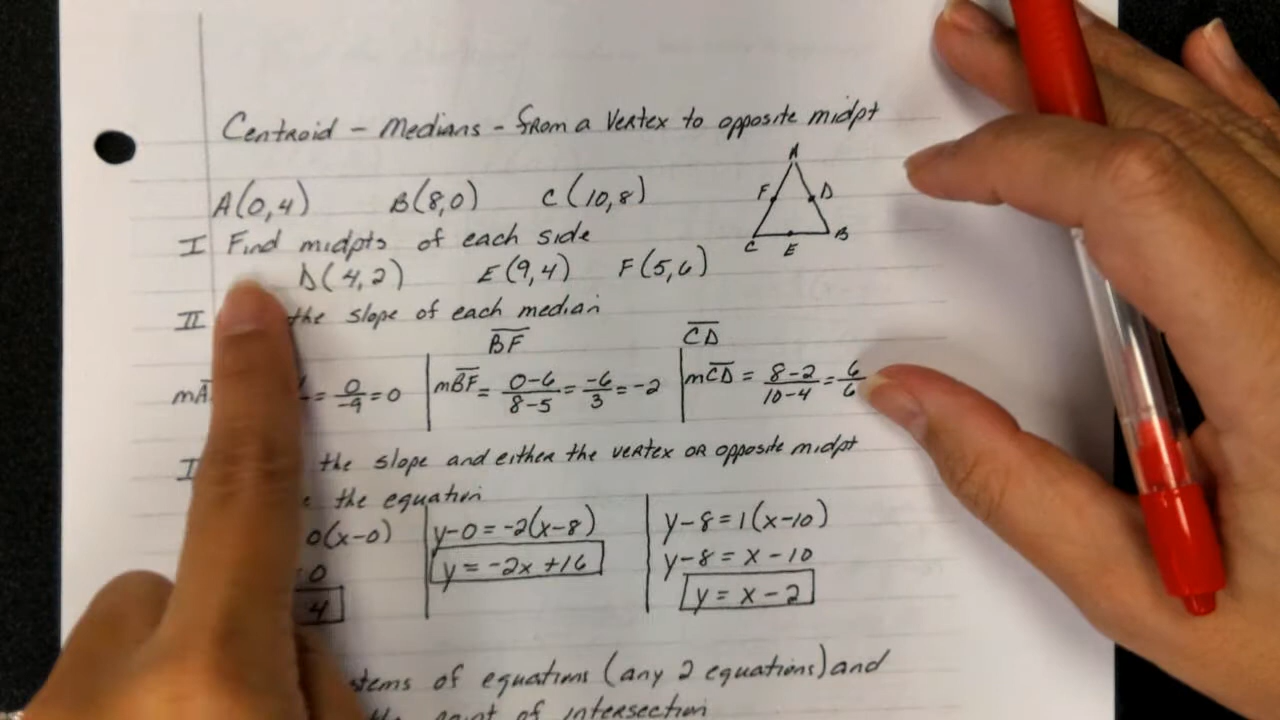 Centroid - Medians - from a vertex to opposite midpt
A(0,4) B(8,0) C(10,8)
A
F D
C E B
I Find midpts of each side
D(4,2) E(9,4) F(5,6)
II the slope of each median
BF CD
= 0/-9 = 0 mBF = 0-6/8-5 = -6/3 = -2 mCD = 8-2/10-4 = 6/6
the slope and either the vertex OR opposite midpt
the equation
0(x-0) y-0 = -2(x-8) y-8 = 1(x-10)
0 y = -2x +16 y-8 = x - 10
4 y = x - 2
of equations (any 2 equations) and
the point of intersection